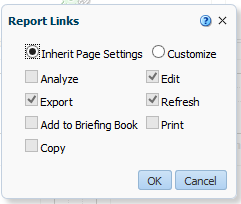 Report Links
Inherit Page Settings Customize
Analyze Edit
Export Refresh
Add to Briefing Book Print
Copy
OK Cancel